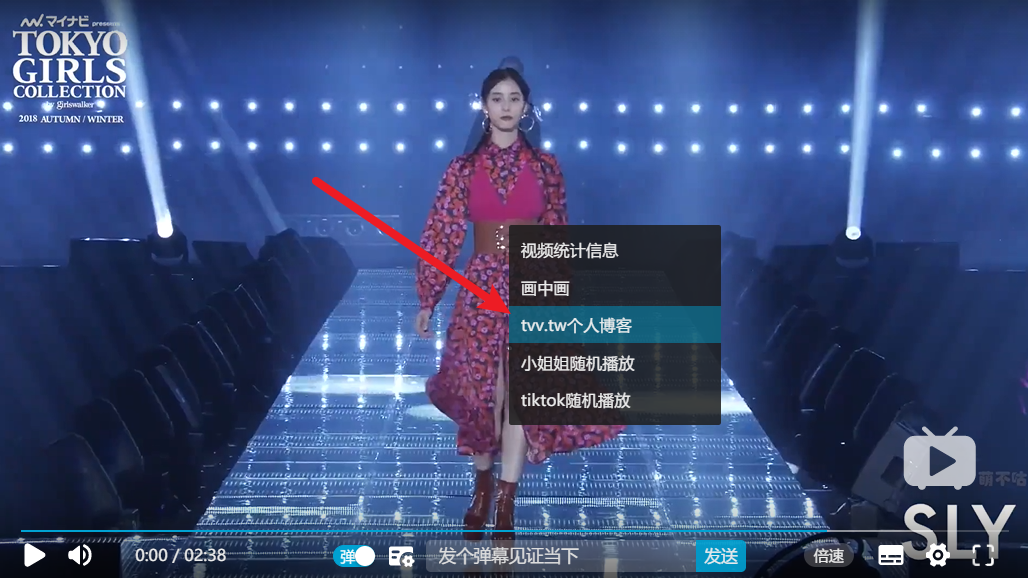 マイナビ presents
TOKYO
GIRLS
COLLECTION
by girlswalker
2018 AUTUMN / WINTER
视频统计信息
画中画
tvv.tw个人博客
小姐姐随机播放
tiktok随机播放
萌不咕
SLY
0:00 / 02:38
弹
发个弹幕见证当下
发送
倍速